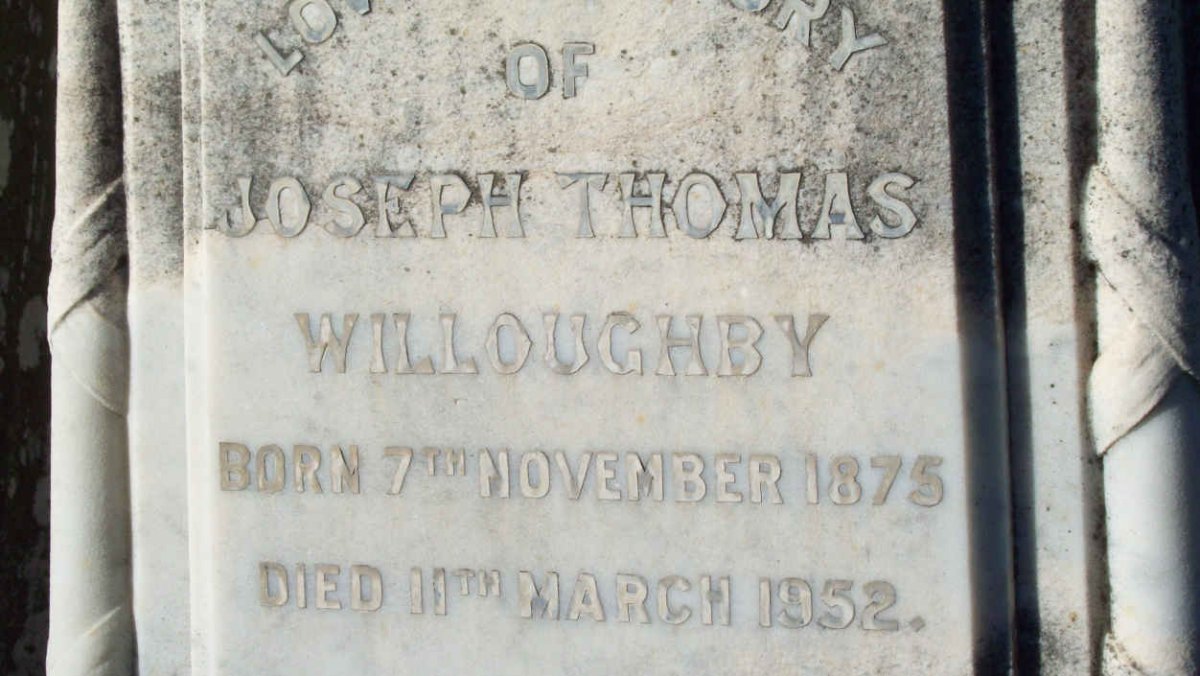 OF
JOSEPH THOMAS
WILLOUGHBY
BORN 7TH NOVEMBER 1875
DIED 11TH MARCH 1952.